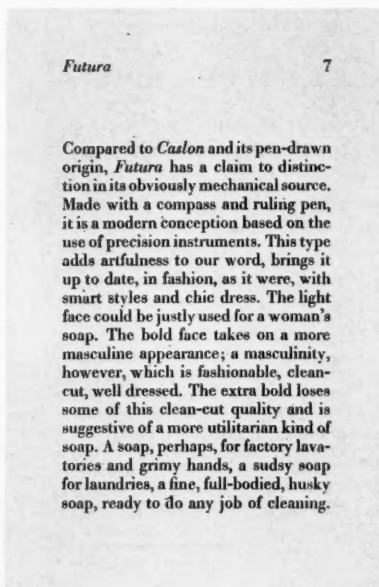 Futura 7
Compared to Caslon and its pen-drawn
origin, Futura has a claim to distinc-
tion in its obviously mechanical source.
Made with a compass and ruling pen,
it is a modern conception based on the
use of precision instruments. This type
adds artfulness to our word, brings it
up to date, in fashion, as it were, with
smart styles and chic dress. The light
face could be justly used for a woman's
soap. The bold face takes on a more
masculine appearance; a masculinity,
however, which is fashionable, clean-
cut, well dressed. The extra bold loses
some of this clean-cut quality and is
suggestive of a more utilitarian kind of
soap. A soap, perhaps, for factory lava-
tories and grimy hands, a sudsy soap
for laundries, a fine, full-bodied, husky
soap, ready to do any job of cleaning.